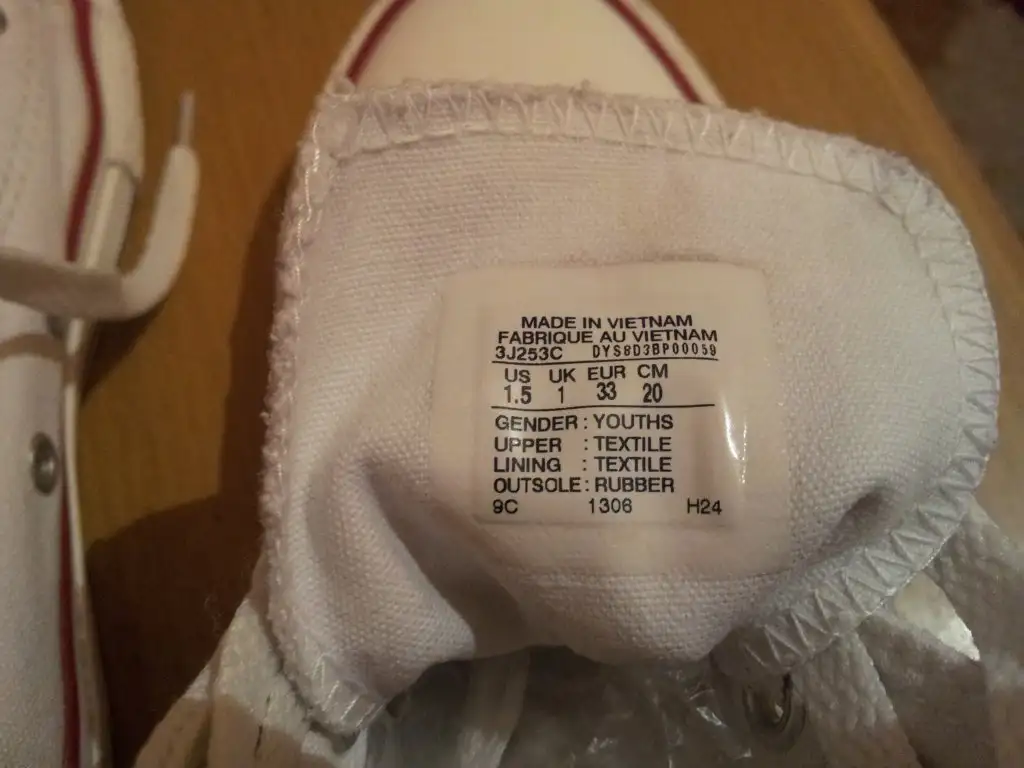 MADE IN VIETNAM
FABRIQUE AU VIETNAM
3J253C DYS8D3BP00059
US UK EUR CM
1.5 1 33 20
GENDER : YOUTHS
UPPER : TEXTILE
LINING : TEXTILE
OUTSOLE : RUBBER
9C 1306 H24